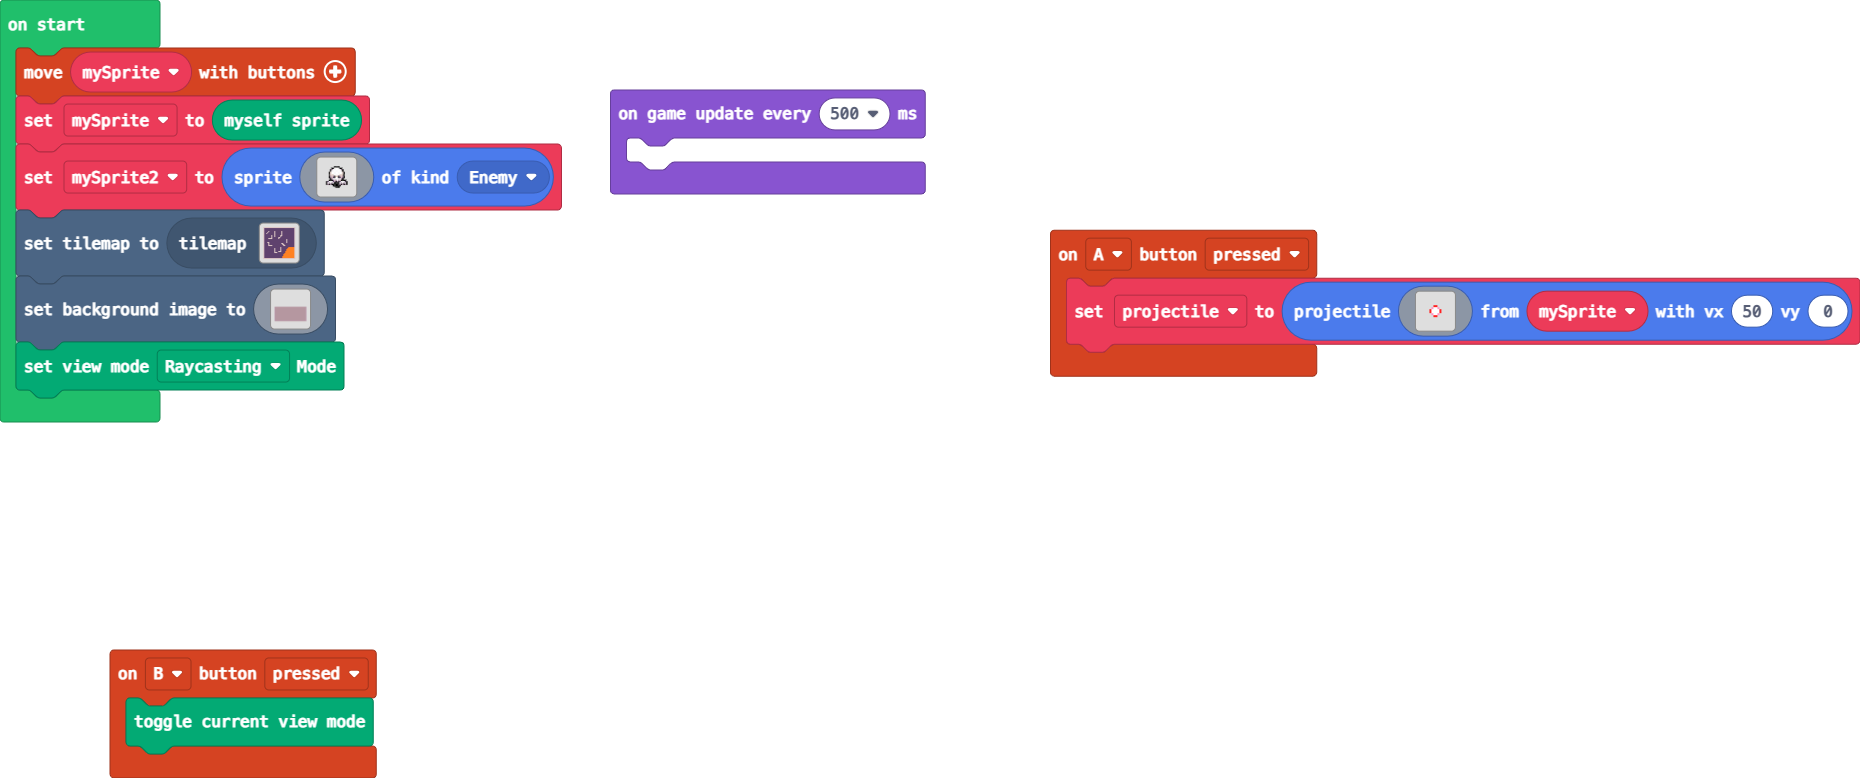 on start
move mySprite with buttons
set mySprite to myself sprite
set mySprite2 to sprite of kind Enemy
set tilemap to tilemap
set background image to
set view mode Raycasting Mode
on game update every 500 ms
on A button pressed
set projectile to projectile from mySprite with vx 50 vy 0
on B button pressed
toggle current view mode